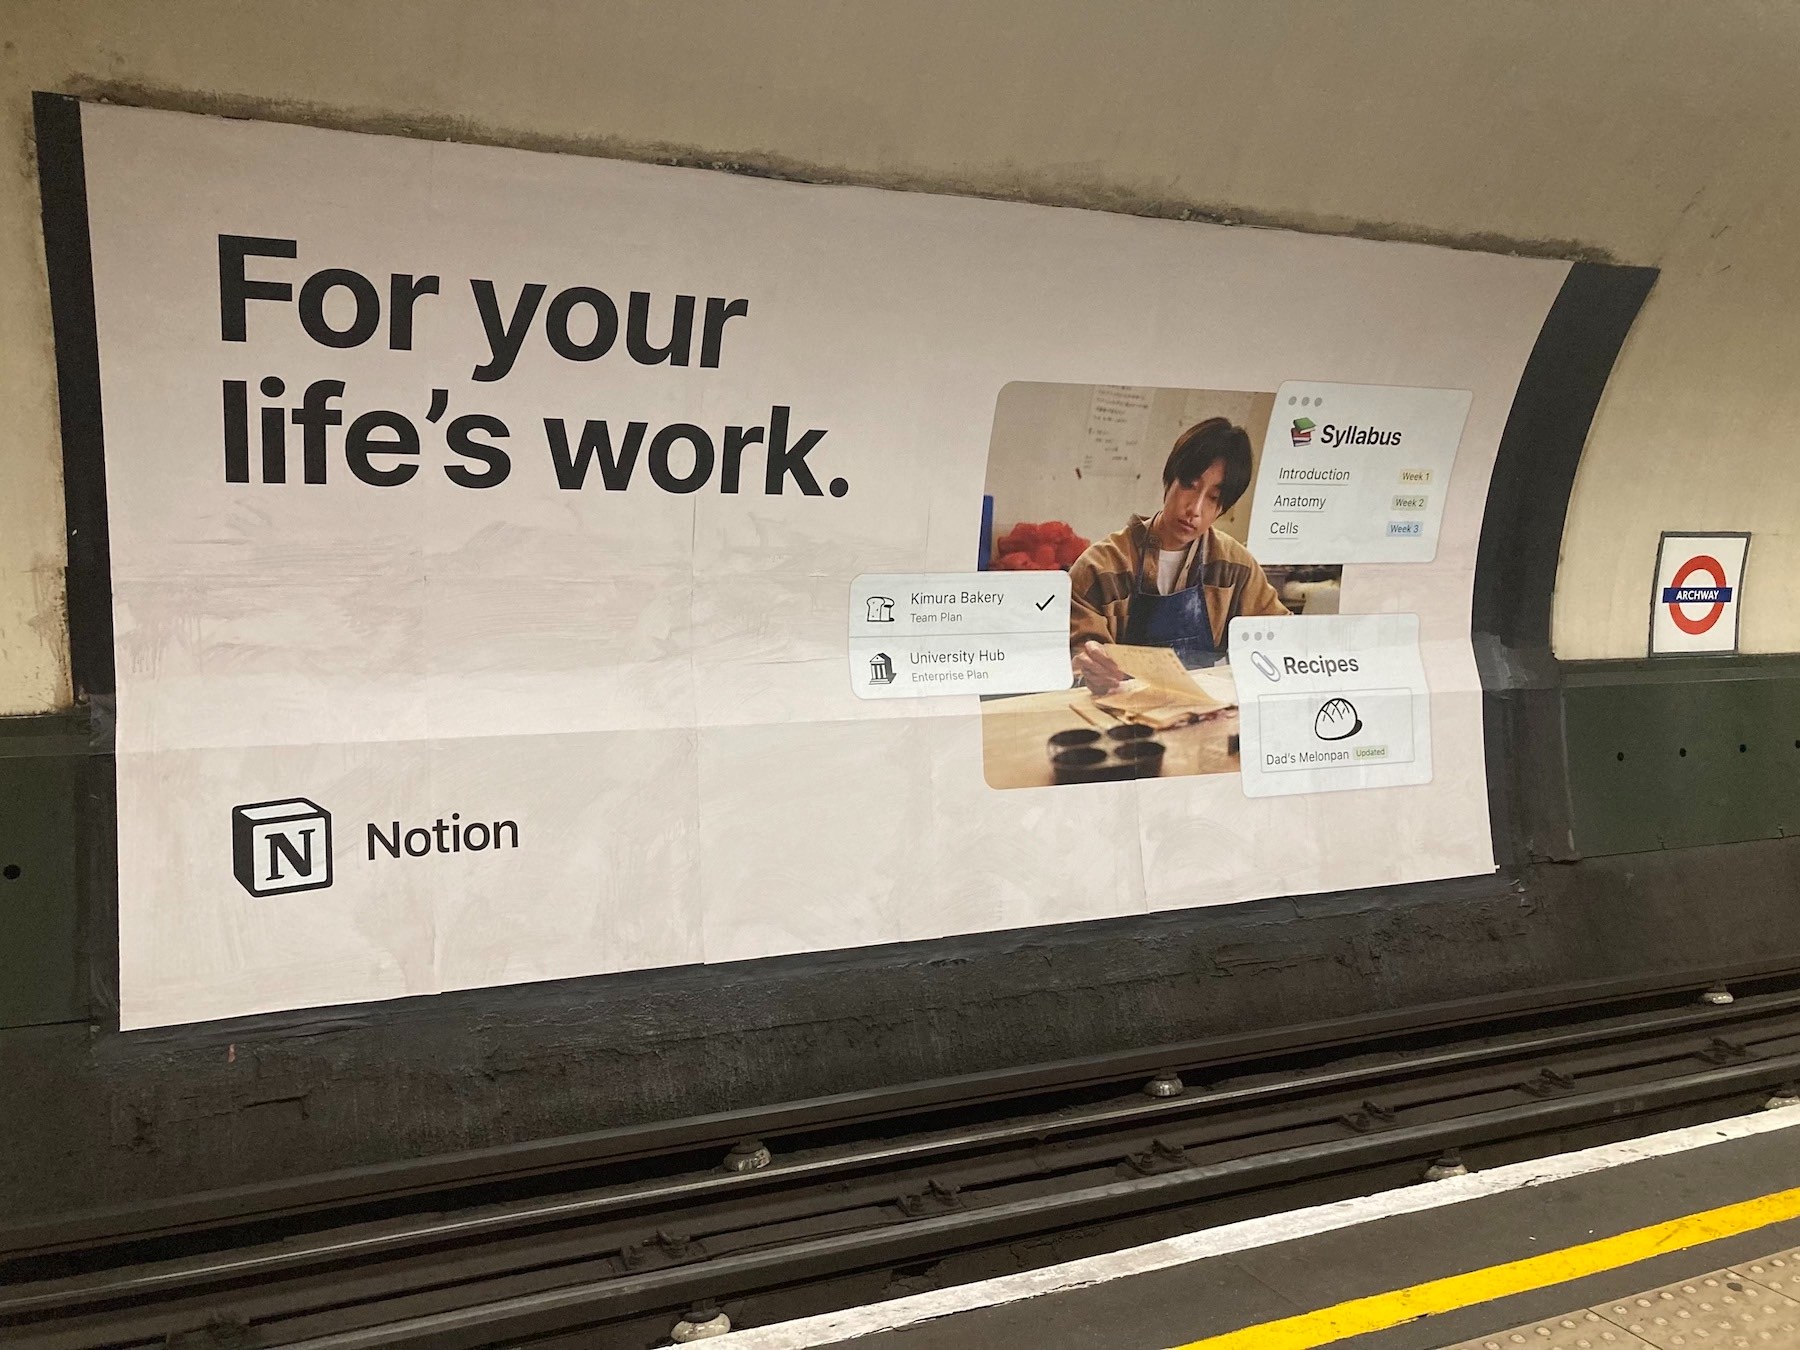 For your
life's work.
Syllabus
Introduction Week 1
Anatomy Week 2
Cells Week 3
Kimura Bakery
Team Plan
University Hub
Enterprise Plan
Recipes
Dad's Melonpan Updated
N Notion
ARCHWAY